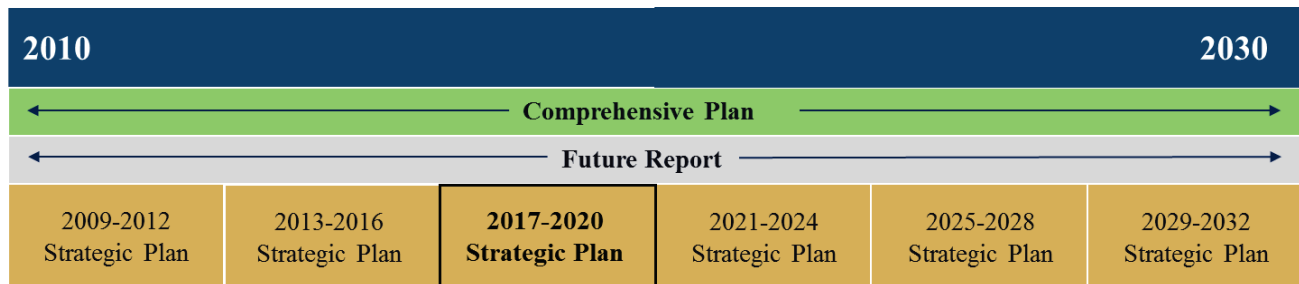 2010 2030
Comprehensive Plan
Future Report
2009-2012
Strategic Plan
2013-2016
Strategic Plan
2017-2020
Strategic Plan
2021-2024
Strategic Plan
2025-2028
Strategic Plan
2029-2032
Strategic Plan